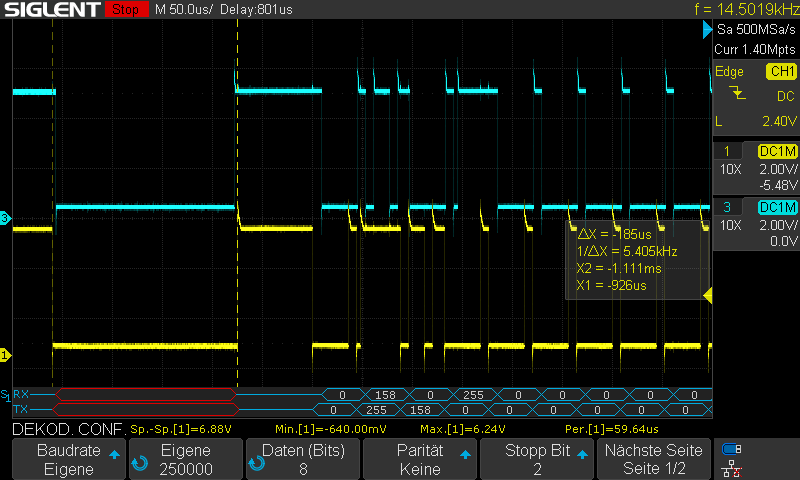 SIGLENT Stop M 50.0us/ Delay:801us f = 14.5019kHz
Sa 500MSa/s
Curr 1.40Mpts
Edge CH1
DC
L 2.40V
1 DC1M
10X 2.00V/
-5.48V
3 DC1M
10X 2.00V/
0.0V
3
ΔX = -185us
1/ΔX = 5.405kHz
X2 = -1.111ms
X1 = -926us
1
S1 RX 0 158 0 255 0 0 0 0 0
TX 0 255 158 0 0 0 0 0 0
DEKOD. CONF. Sp.-Sp.[1]=6.88V Min.[1]=-640.00mV Max.[1]=6.24V Per.[1]=59.64us
Baudrate Eigene Daten (Bits) Parität Stopp Bit Nächste Seite
Eigene 250000 8 Keine 2 Seite 1/2